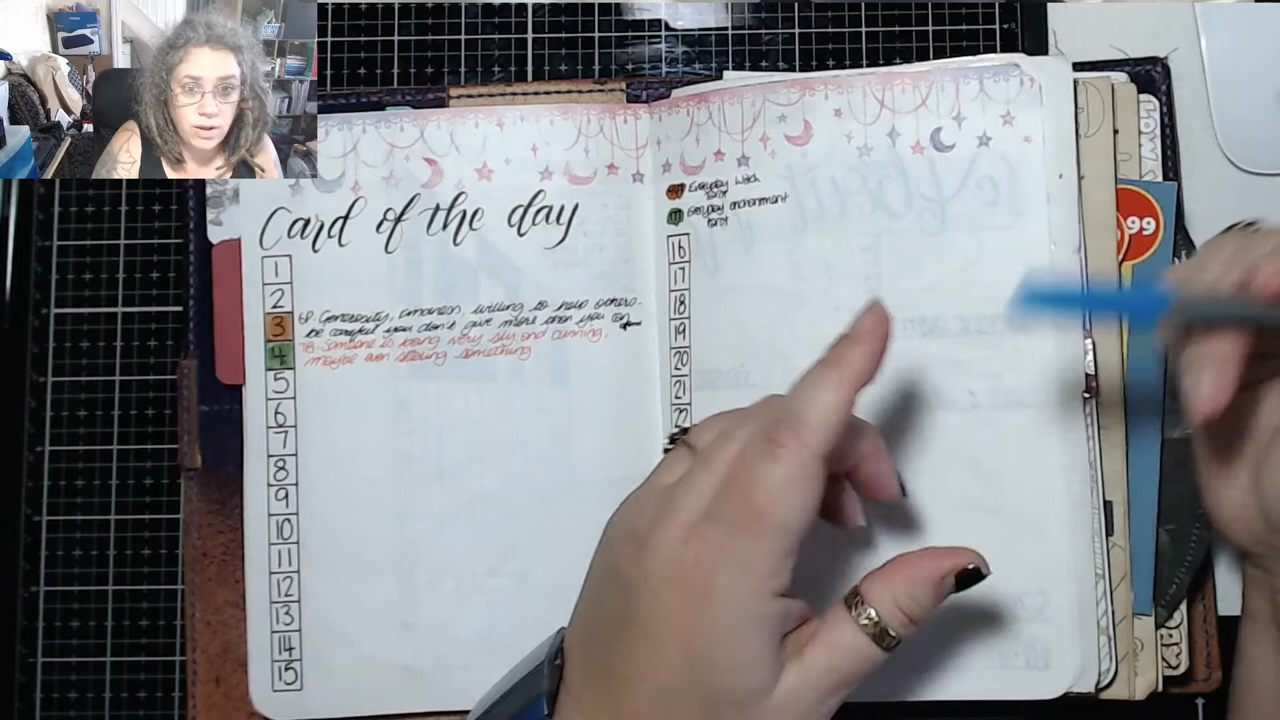 Card of the day
1
2
3
4
5
6
7
8
9
10
11
12
13
14
15
6P - Generosity, kindness, willing to help others.
be careful you don't give more than you can
Someone is being very sly and cunning,
maybe even stealing something
Everyday Witch
tarot
Everyday enchantment
tarot
16
17
18
19
20
21
22
99